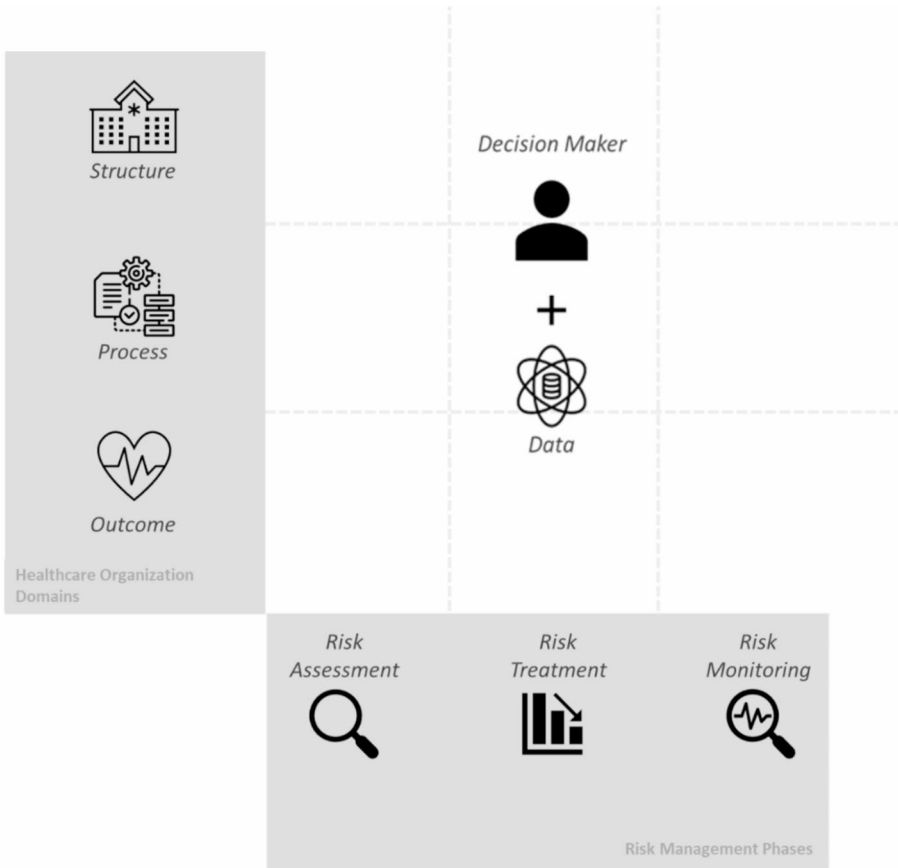 Structure
Decision Maker
Process
+
Data
Outcome
Healthcare Organization
Domains
Risk
Assessment
Risk
Treatment
Risk
Monitoring
Risk Management Phases